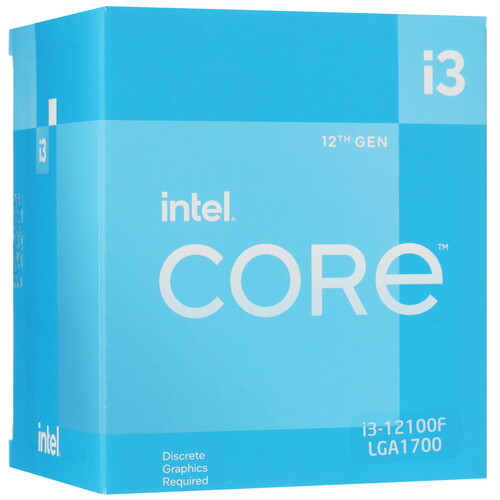 i3
i3
12TH GEN
intel.
CORE™
i3-12100F
LGA1700
intel.
Discrete
Graphics
Required